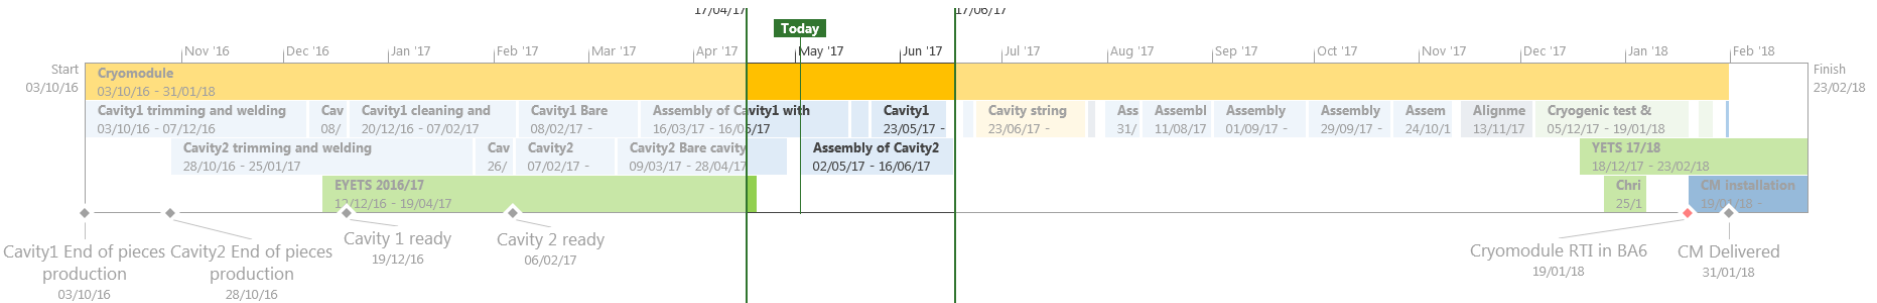 17/04/17
17/06/17
Today
Nov '16
Dec '16
Jan '17
Feb '17
Mar '17
Apr '17
May '17
Jun '17
Jul '17
Aug '17
Sep '17
Oct '17
Nov '17
Dec '17
Jan '18
Feb '18
Start
03/10/16
Finish
23/02/18
Cryomodule
03/10/16 - 31/01/18
Cavity1 trimming and welding
03/10/16 - 07/12/16
Cav
08/
Cavity1 cleaning and
20/12/16 - 07/02/17
Cavity1 Bare
08/02/17 -
Assembly of Cavity1 with
16/03/17 - 16/05/17
Cavity1
23/05/17 -
Cavity string
23/06/17 -
Ass
31/
Assembl
11/08/17
Assembly
01/09/17 -
Assembly
29/09/17 -
Assem
24/10/1
Alignme
13/11/17
Cryogenic test &
05/12/17 - 19/01/18
Cavity2 trimming and welding
28/10/16 - 25/01/17
Cav
26/
Cavity2
07/02/17 -
Cavity2 Bare cavity
09/03/17 - 28/04/17
Assembly of Cavity2
02/05/17 - 16/06/17
YETS 17/18
18/12/17 - 23/02/18
EYETS 2016/17
12/12/16 - 19/04/17
Chri
25/1
CM installation
19/01/18 -
Cavity1 End of pieces
production
03/10/16
Cavity2 End of pieces
production
28/10/16
Cavity 1 ready
19/12/16
Cavity 2 ready
06/02/17
Cryomodule RTI in BA6
19/01/18
CM Delivered
31/01/18